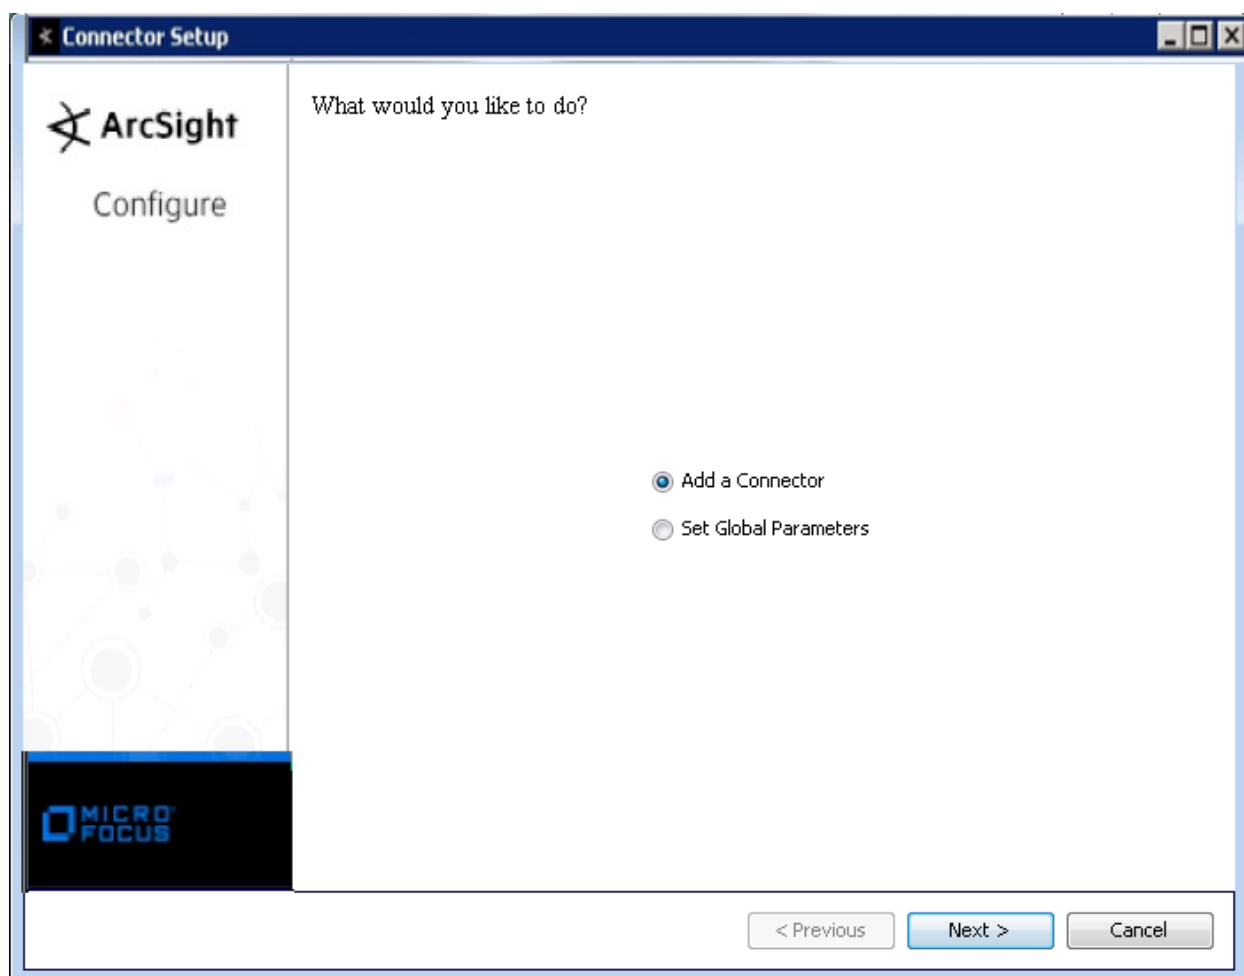 Connector Setup
ArcSight
Configure
What would you like to do?
Add a Connector
Set Global Parameters
MICRO
FOCUS
< Previous
Next >
Cancel